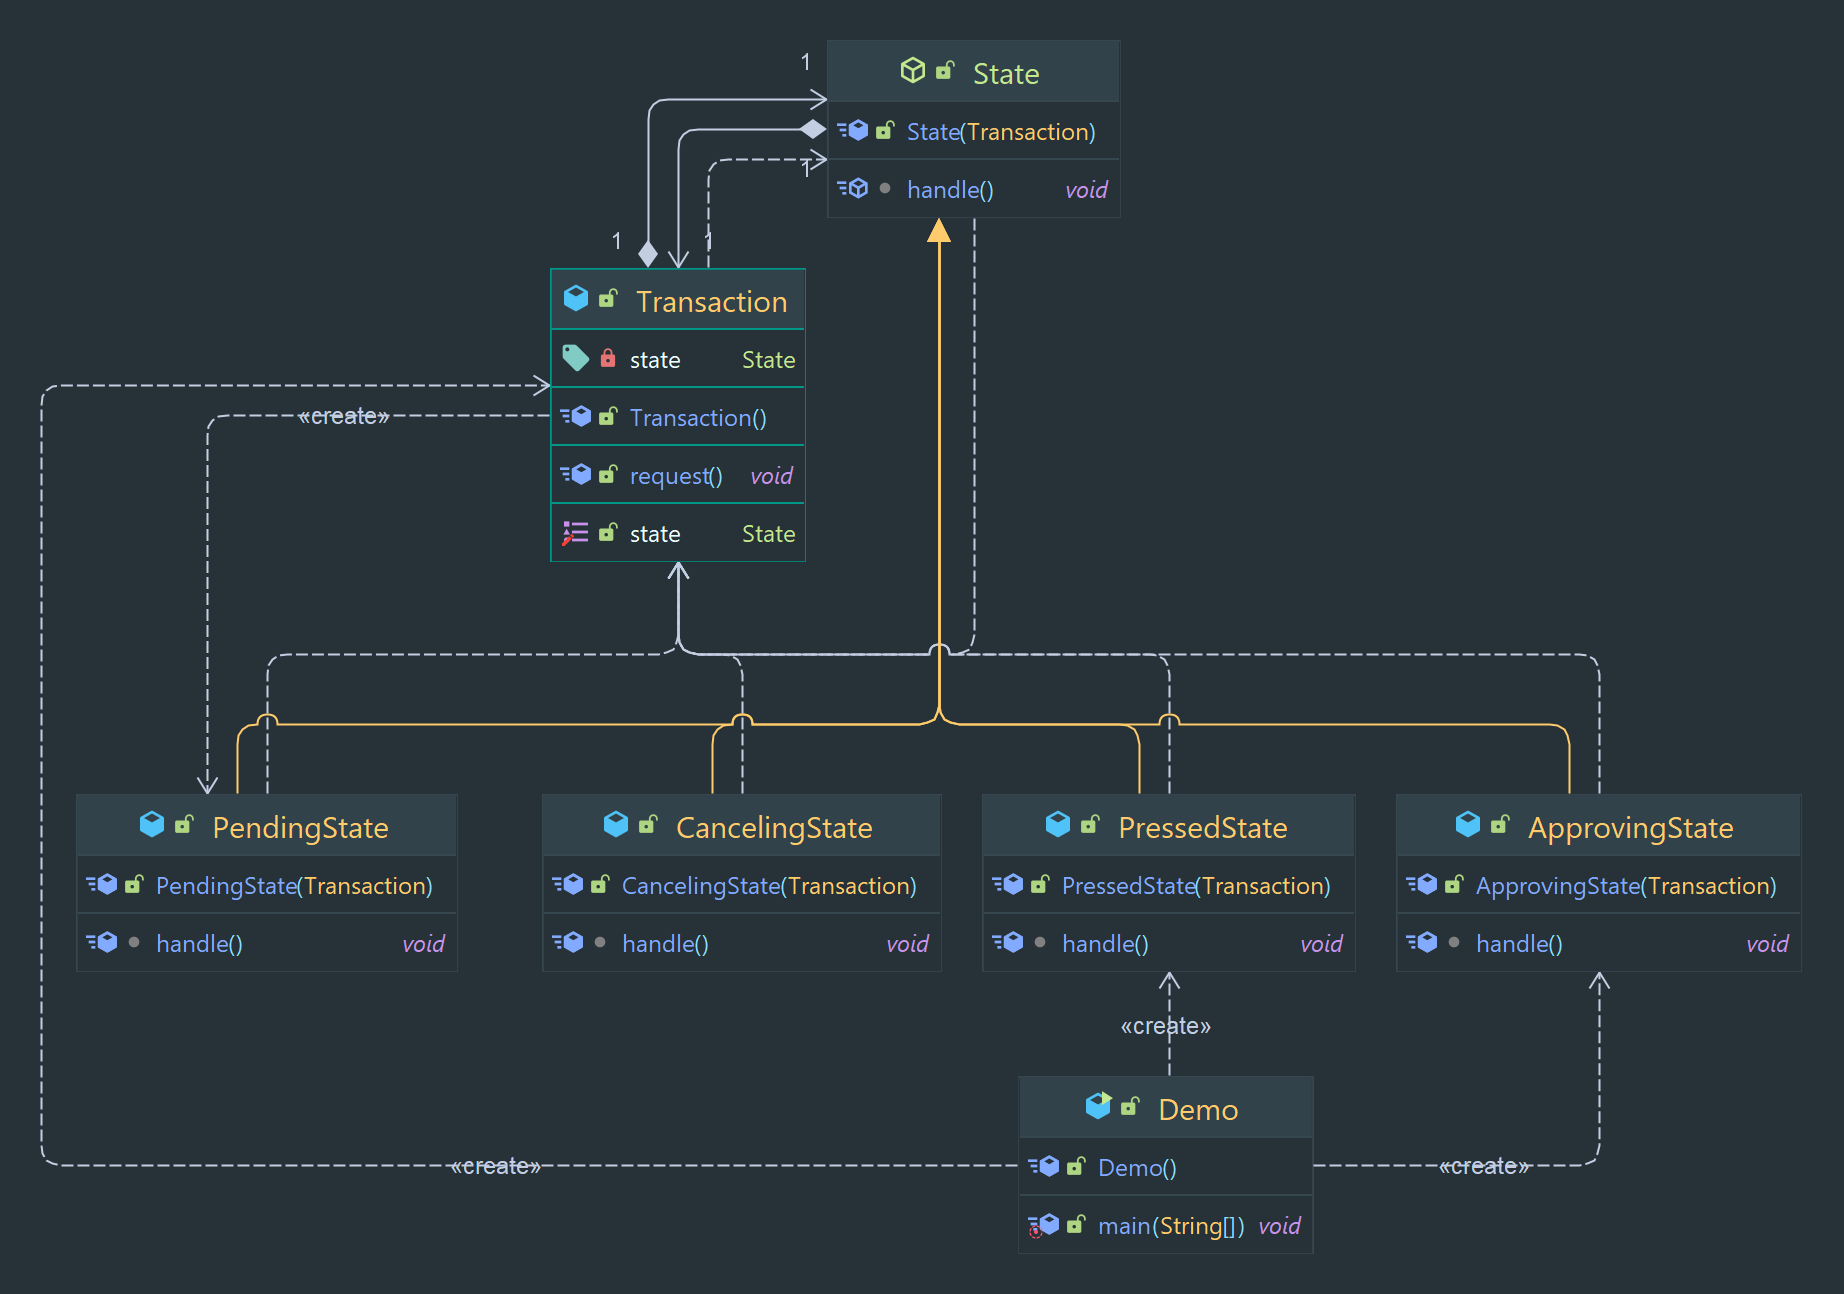 1
State
State(Transaction)
1
handle() void
1
1
Transaction
state State
«create»
Transaction()
request() void
state State
PendingState
PendingState(Transaction)
handle() void
CancelingState
CancelingState(Transaction)
handle() void
PressedState
PressedState(Transaction)
handle() void
ApprovingState
ApprovingState(Transaction)
handle() void
«create»
Demo
«create»
Demo()
«create»
main(String[]) void